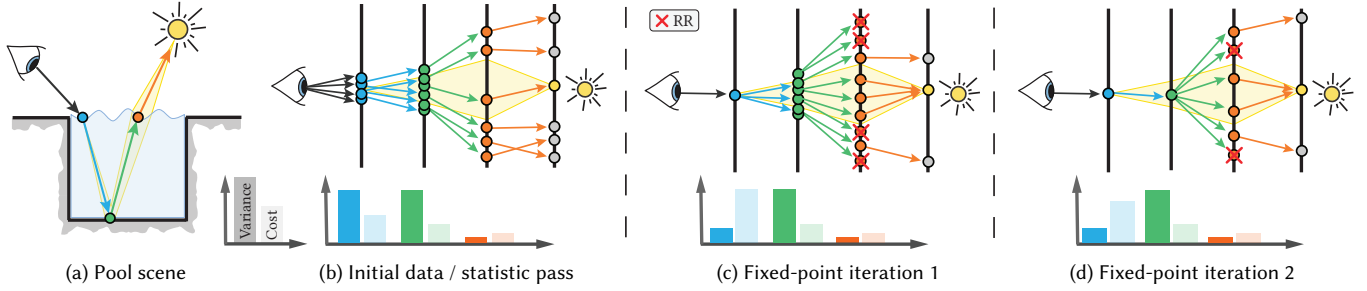 RR
Variance
Cost
(a) Pool scene
(b) Initial data / statistic pass
(c) Fixed-point iteration 1
(d) Fixed-point iteration 2